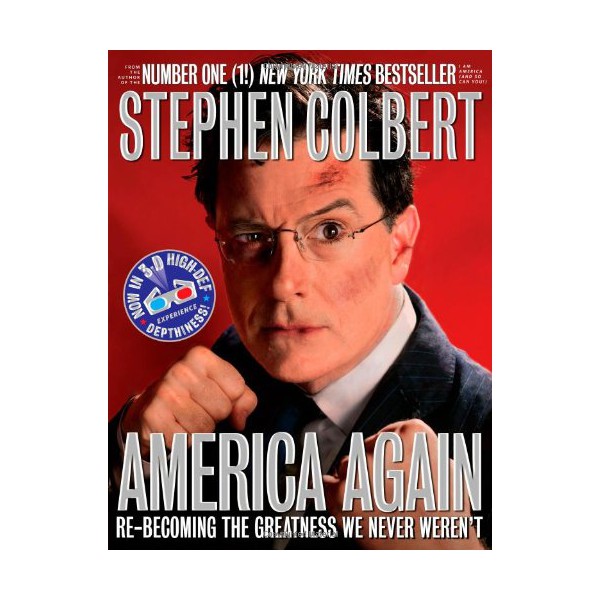 FROM THE AUTHOR OF THE NUMBER ONE (1!) NEW YORK TIMES BESTSELLER I AM AMERICA (AND SO CAN YOU!)
STEPHEN COLBERT
NOW IN 3-D HIGH-DEF
EXPERIENCE
DEPTHINESS!
AMERICA AGAIN
RE-BECOMING THE GREATNESS WE NEVER WEREN'T